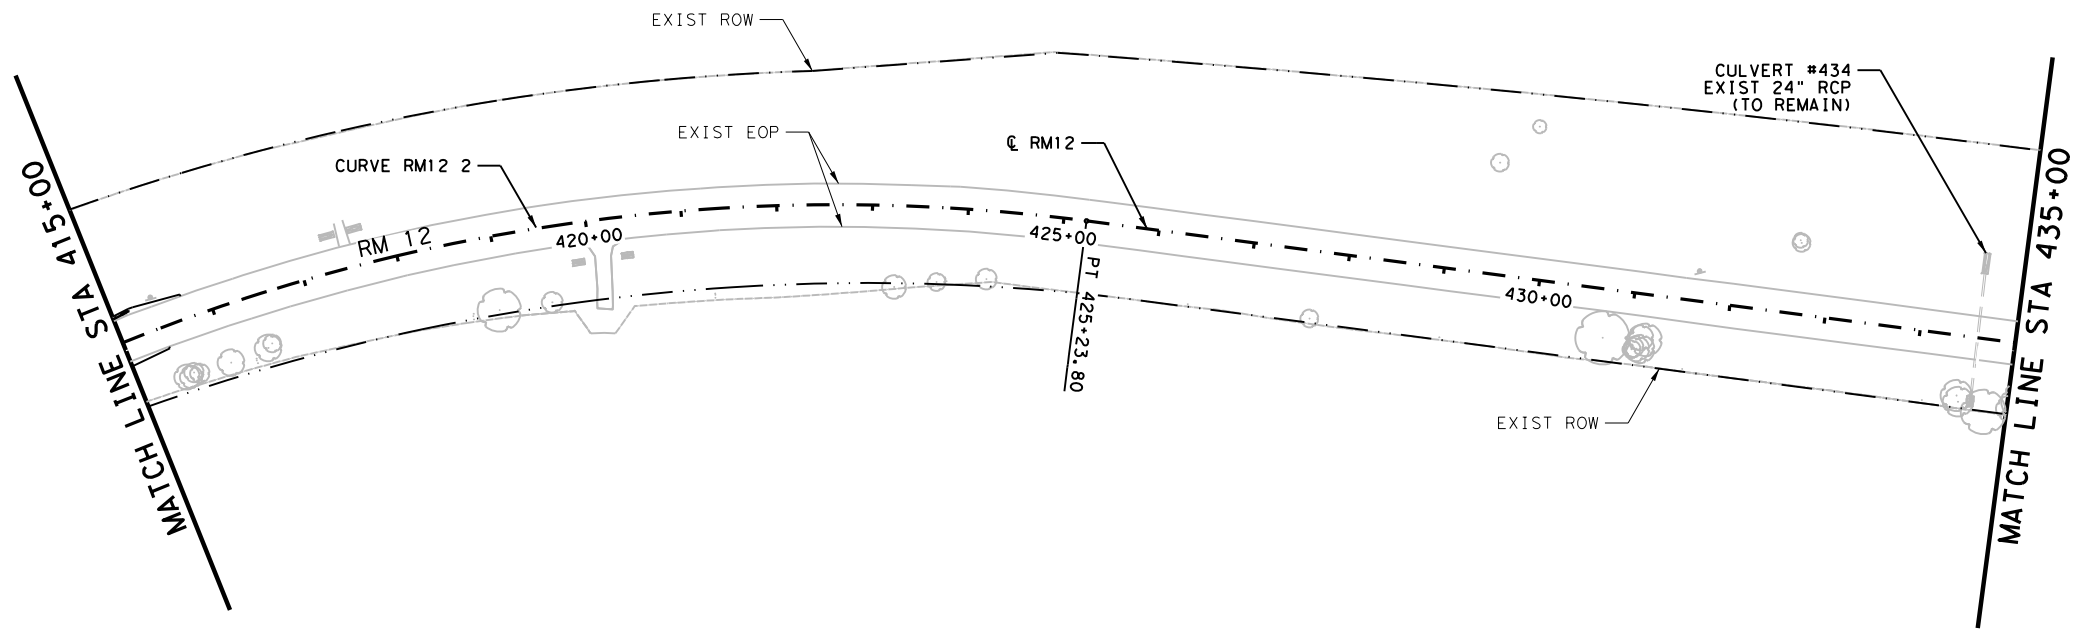 EXIST ROW
CULVERT #434
EXIST 24" RCP
(TO REMAIN)
EXIST EOP
℄ RM12
CURVE RM12 2
RM 12
420+00
425+00
430+00
PT 425+23.80
EXIST ROW
MATCH LINE STA 415+00
MATCH LINE STA 435+00